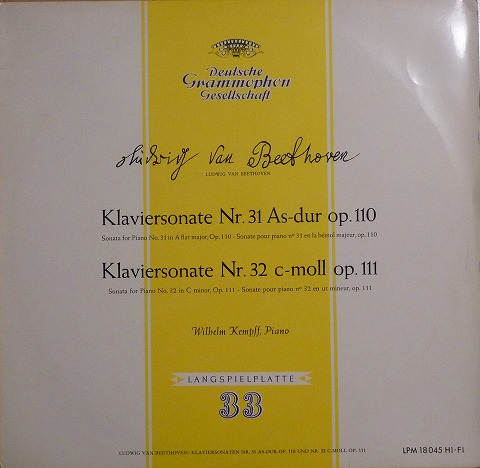 Deutsche
Grammophon
Gesellschaft
Ludwig van Beethoven
LUDWIG VAN BEETHOVEN
Klaviersonate Nr. 31 As-dur op. 110
Sonata for Piano No. 31 in A flat major, Op. 110 - Sonate pour piano nº 31 en la bémol majeur, op. 110
Klaviersonate Nr. 32 c-moll op. 111
Sonata for Piano No. 32 in C minor, Op. 111 - Sonate pour piano nº 32 en ut mineur, op. 111
Wilhelm Kempff, Piano
LANGSPIELPLATTE
33
LUDWIG VAN BEETHOVEN: KLAVIERSONATEN NR. 31 AS-DUR OP. 110 UND NR. 32 C-MOLL OP. 111
LPM 18045 HI-FI